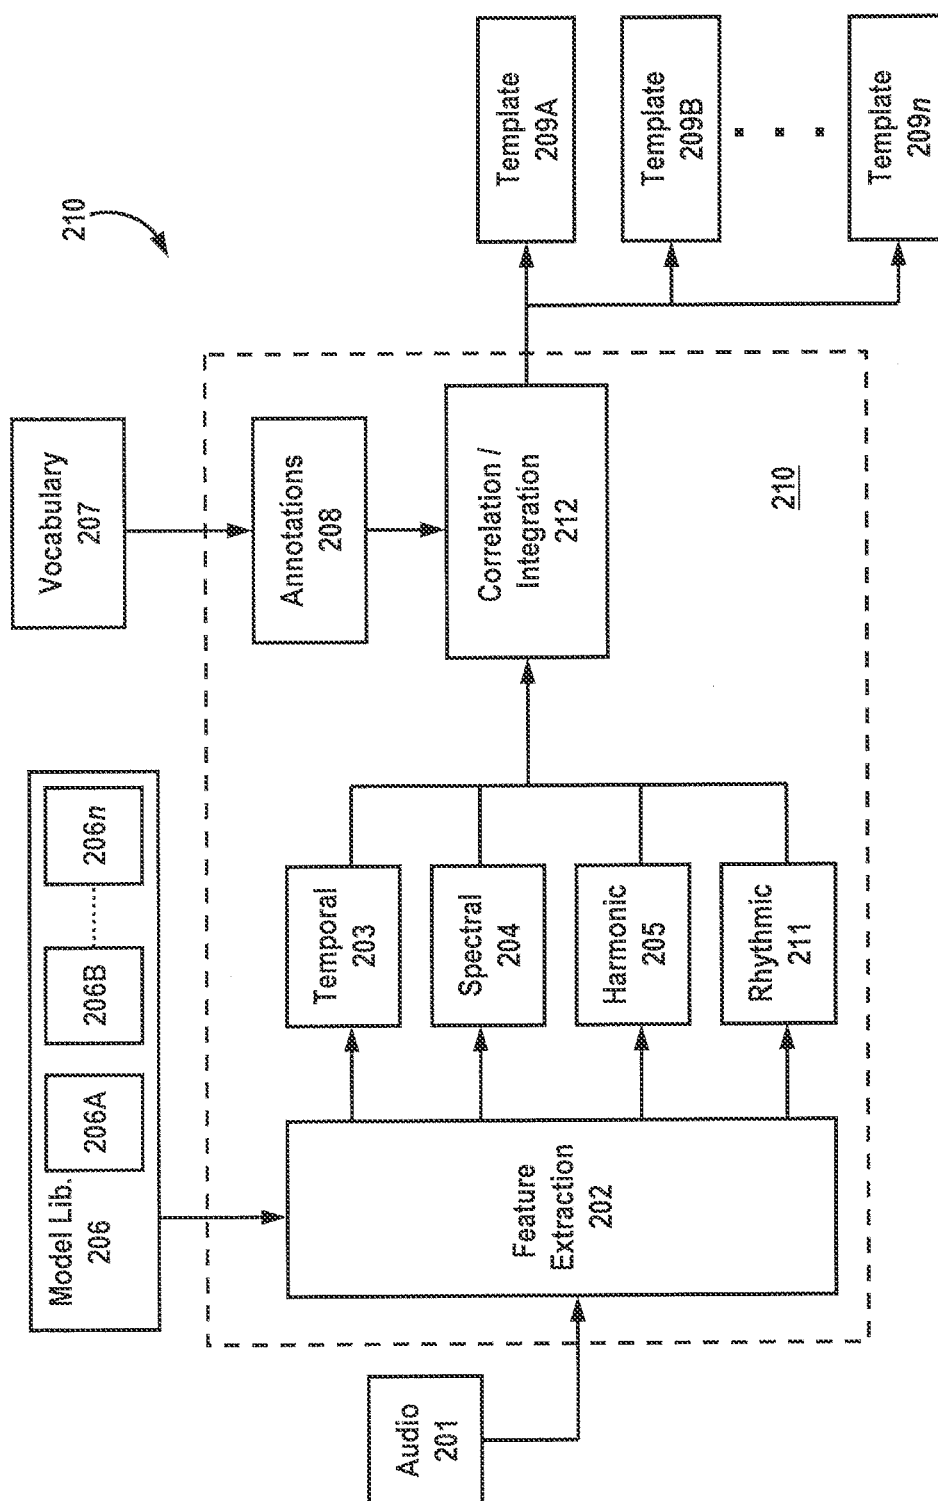 210
Model Lib.
206
206A
206B
206n
Vocabulary
207
Audio
201
Feature
Extraction
202
Temporal
203
Spectral
204
Harmonic
205
Rhythmic
211
Annotations
208
Correlation /
Integration
212
210
Template
209A
Template
209B
Template
209n